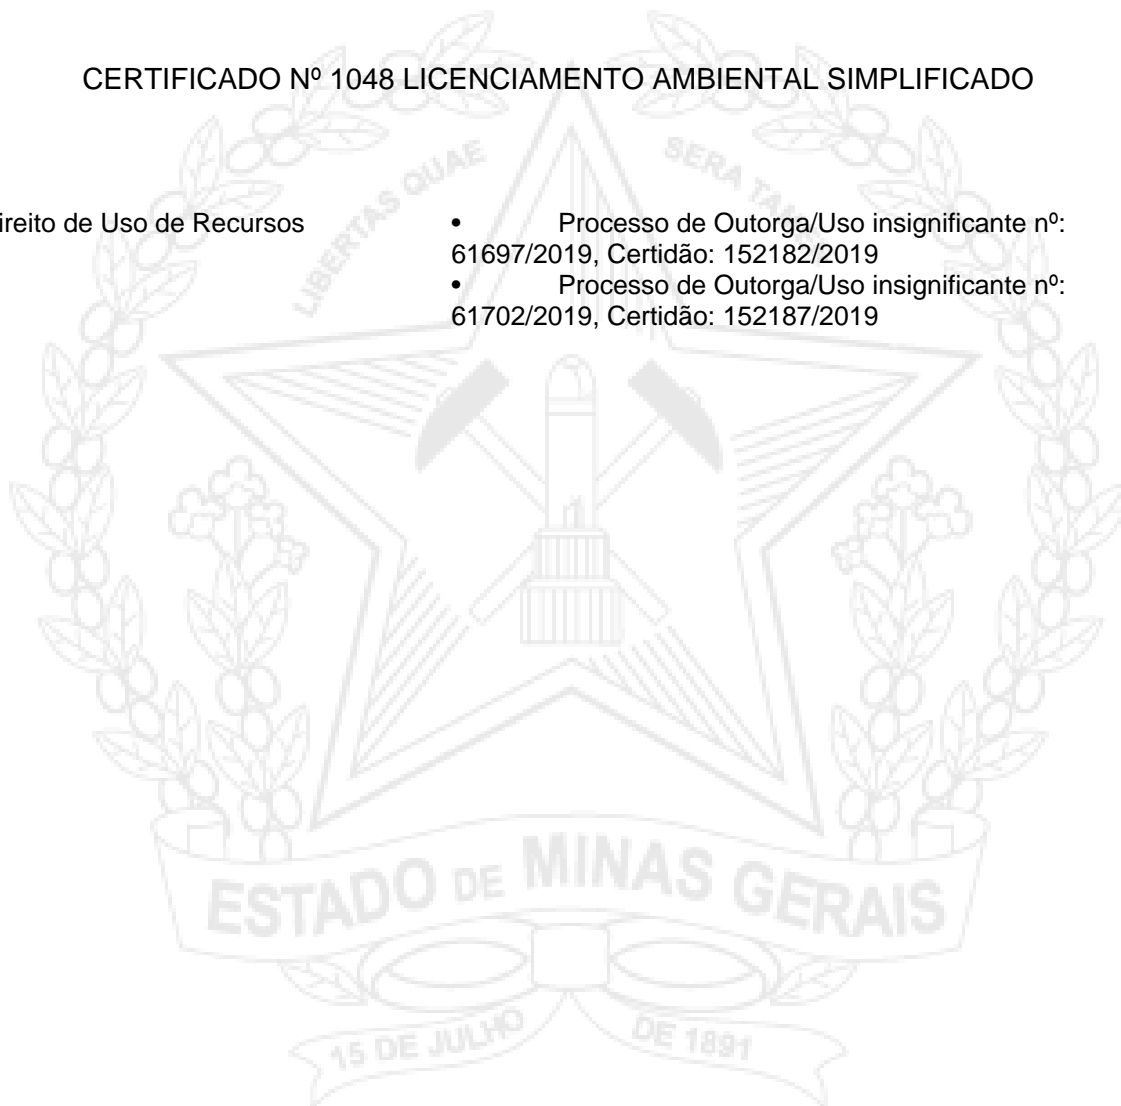 CERTIFICADO Nº 1048 LICENCIAMENTO AMBIENTAL SIMPLIFICADO
LIBERTAS QUAE SERA TAMEN
ireito de Uso de Recursos
• Processo de Outorga/Uso insignificante nº:
61697/2019, Certidão: 152182/2019
• Processo de Outorga/Uso insignificante nº:
61702/2019, Certidão: 152187/2019
ESTADO DE MINAS GERAIS
15 DE JULHO DE 1891